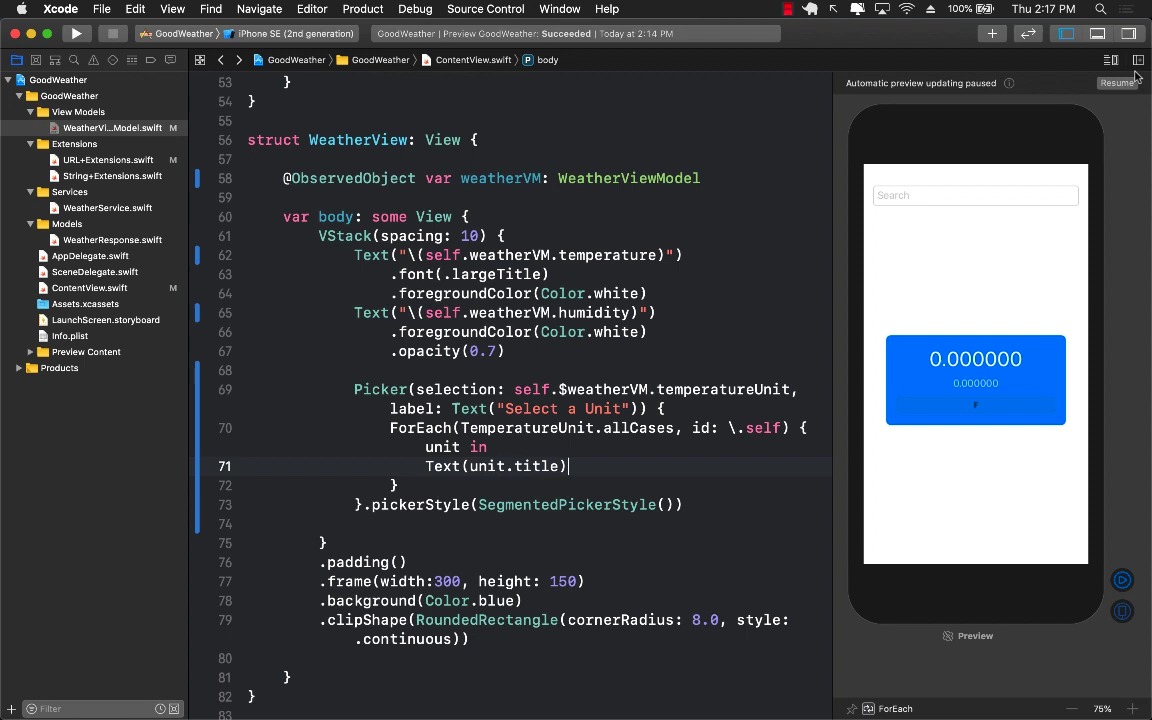 Xcode File Edit View Find Navigate Editor Product Debug Source Control Window Help 100% Thu 2:17 PM
GoodWeather iPhone SE (2nd generation) GoodWeather | Preview GoodWeather: Succeeded | Today at 2:14 PM
GoodWeather GoodWeather ContentView.swift P body
GoodWeather
GoodWeather
View Models
WeatherVi...Model.swift M
Extensions
URL+Extensions.swift M
String+Extensions.swift
Services
WeatherService.swift
Models
WeatherResponse.swift
AppDelegate.swift
SceneDelegate.swift
ContentView.swift M
Assets.xcassets
LaunchScreen.storyboard
Info.plist
Preview Content
Products
Filter
53 }
54 }
55
56 struct WeatherView: View {
57
58 @ObservedObject var weatherVM: WeatherViewModel
59
60 var body: some View {
61 VStack(spacing: 10) {
62 Text("\(self.weatherVM.temperature)")
63 .font(.largeTitle)
64 .foregroundColor(Color.white)
65 Text("\(self.weatherVM.humidity)")
66 .foregroundColor(Color.white)
67 .opacity(0.7)
68
69 Picker(selection: self.$weatherVM.temperatureUnit,
label: Text("Select a Unit")) {
70 ForEach(TemperatureUnit.allCases, id: \.self) {
unit in
71 Text(unit.title)
72 }
73 }.pickerStyle(SegmentedPickerStyle())
74
75 }
76 .padding()
77 .frame(width:300, height: 150)
78 .background(Color.blue)
79 .clipShape(RoundedRectangle(cornerRadius: 8.0, style:
.continuous))
80
81 }
82 }
83
Automatic preview updating paused Resume
Search
0.000000
0.000000
F
Preview
ForEach 75%